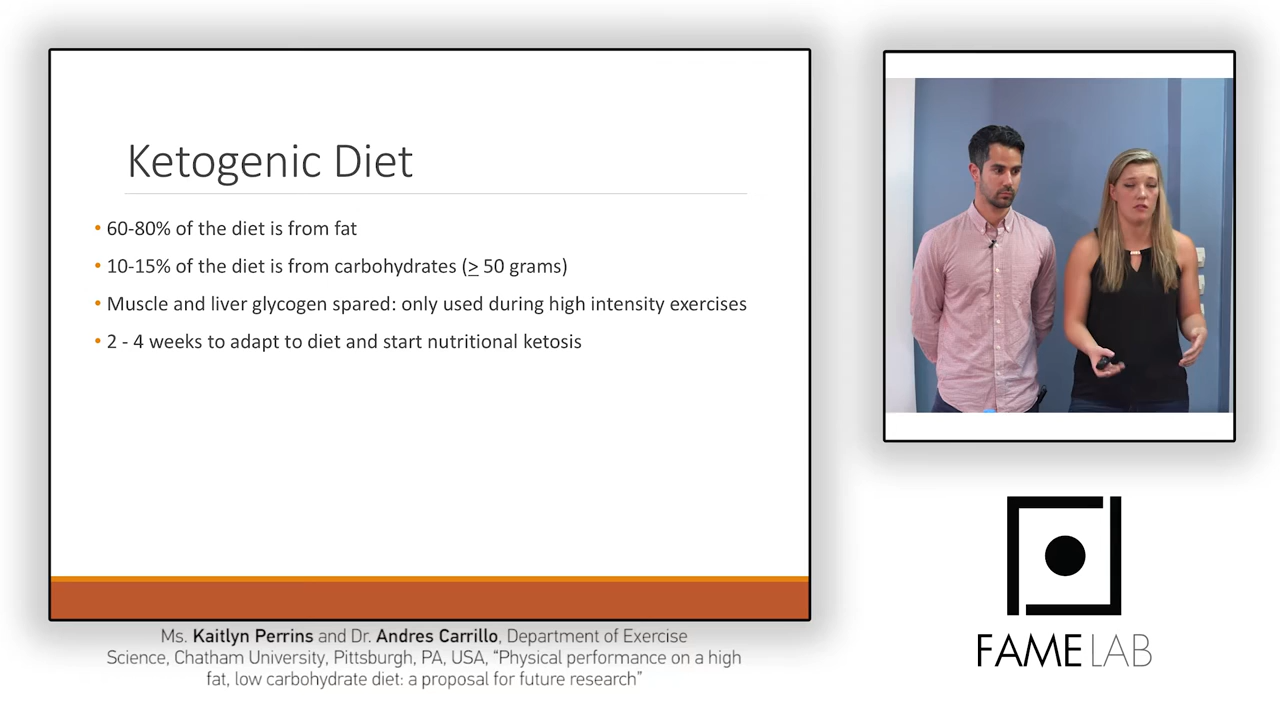 Ketogenic Diet
• 60-80% of the diet is from fat
• 10-15% of the diet is from carbohydrates (≥ 50 grams)
• Muscle and liver glycogen spared: only used during high intensity exercises
• 2 - 4 weeks to adapt to diet and start nutritional ketosis
Ms. Kaitlyn Perrins and Dr. Andres Carrillo, Department of Exercise
Science, Chatham University, Pittsburgh, PA, USA, “Physical performance on a high
fat, low carbohydrate diet: a proposal for future research”
FAME LAB